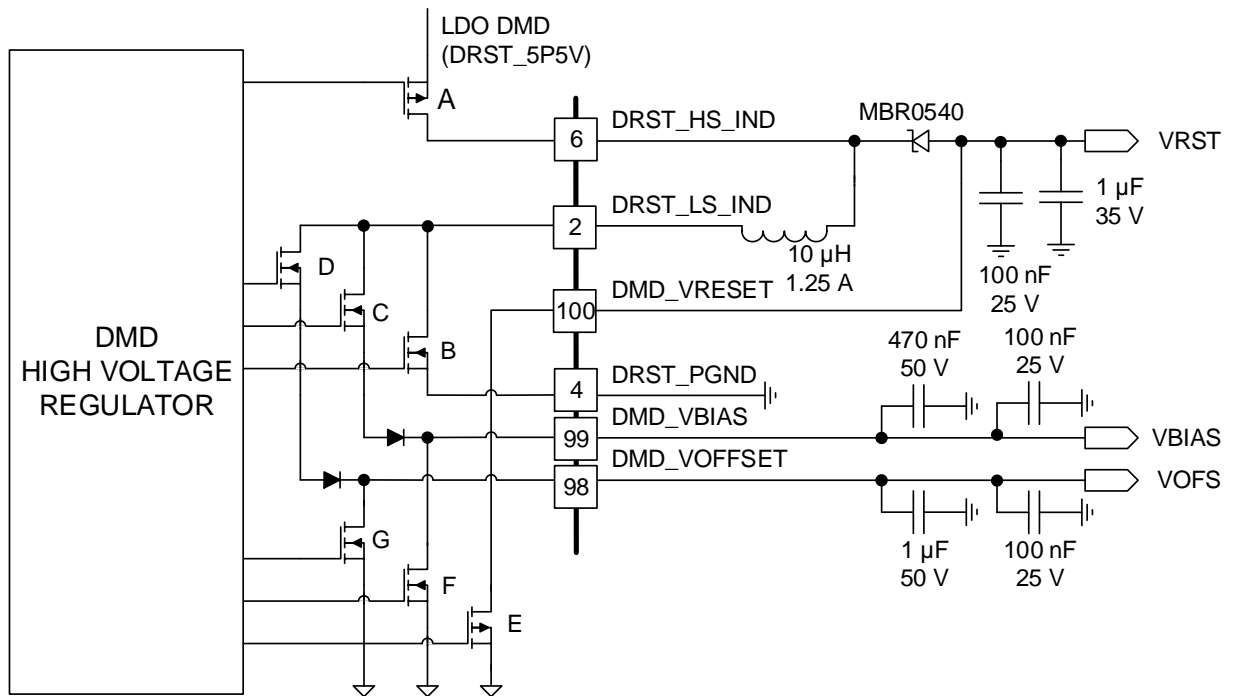 LDO DMD
(DRST_5P5V)
A
6
DRST_HS_IND
MBR0540
VRST
1 µF
35 V
100 nF
25 V
2
DRST_LS_IND
10 µH
1.25 A
D
C
B
100
DMD_VRESET
DMD
HIGH VOLTAGE
REGULATOR
4
DRST_PGND
470 nF
50 V
100 nF
25 V
99
DMD_VBIAS
VBIAS
98
DMD_VOFFSET
VOFS
1 µF
50 V
100 nF
25 V
G
F
E